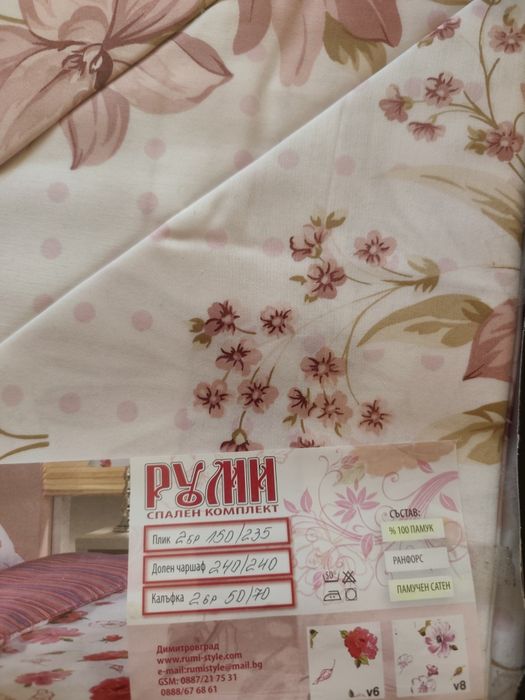 РУМИ
СПАЛЕН КОМПЛЕКТ
Плик 2бр 150/235
Долен чаршаф 240/240
Калъфка 2бр 50/70
СЪСТАВ:
% 100 ПАМУК
РАНФОРС
ПАМУЧЕН САТЕН
50°
Димитровград
www.rumi-style.com
e-mail:rumistyle@mail.bg
GSM: 0887/21 75 31
0888/67 68 61
v6
v8